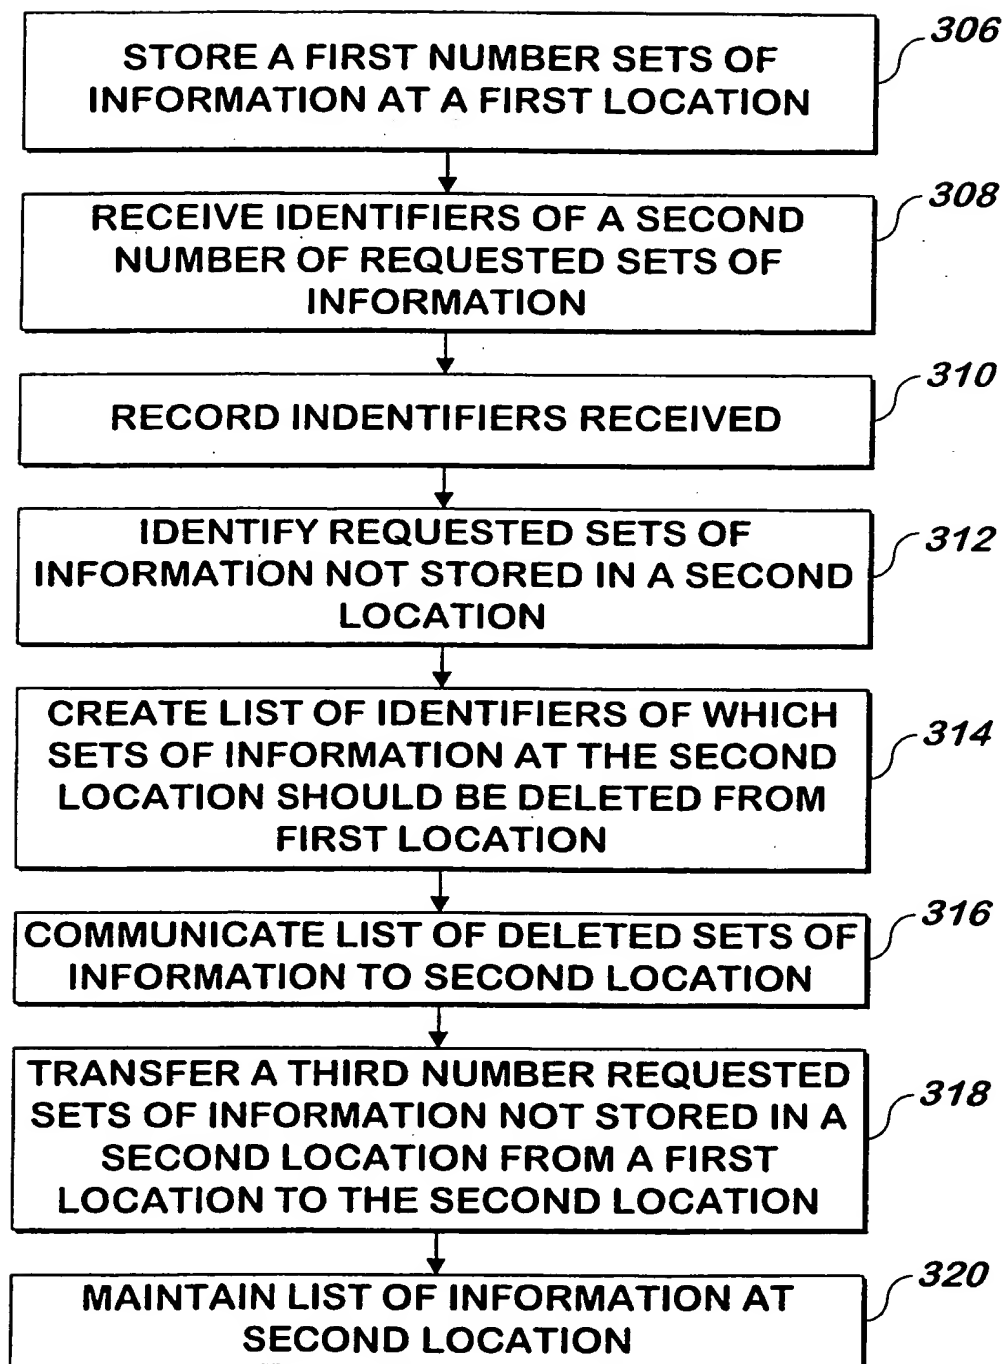 306
STORE A FIRST NUMBER SETS OF
INFORMATION AT A FIRST LOCATION
308
RECEIVE IDENTIFIERS OF A SECOND
NUMBER OF REQUESTED SETS OF
INFORMATION
310
RECORD INDENTIFIERS RECEIVED
312
IDENTIFY REQUESTED SETS OF
INFORMATION NOT STORED IN A SECOND
LOCATION
314
CREATE LIST OF IDENTIFIERS OF WHICH
SETS OF INFORMATION AT THE SECOND
LOCATION SHOULD BE DELETED FROM
FIRST LOCATION
316
COMMUNICATE LIST OF DELETED SETS OF
INFORMATION TO SECOND LOCATION
318
TRANSFER A THIRD NUMBER REQUESTED
SETS OF INFORMATION NOT STORED IN A
SECOND LOCATION FROM A FIRST
LOCATION TO THE SECOND LOCATION
320
MAINTAIN LIST OF INFORMATION AT
SECOND LOCATION